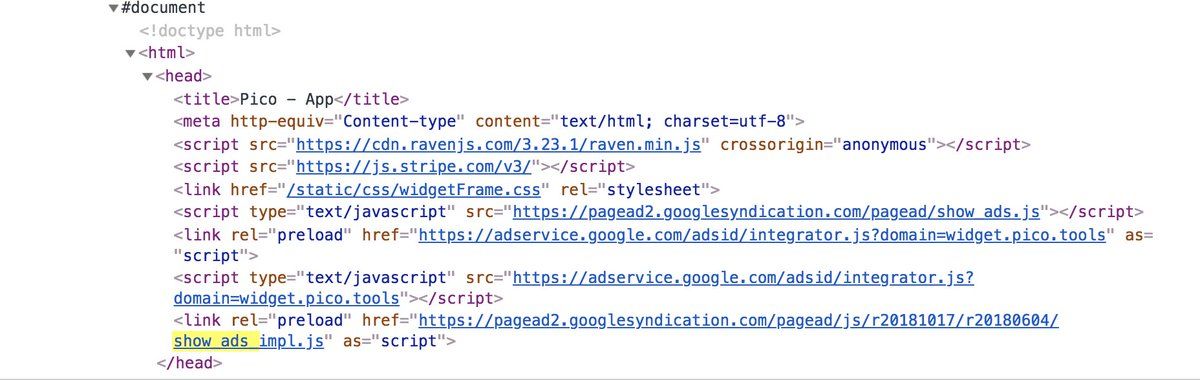 #document
<!doctype html>
<html>
<head>
<title>Pico – App</title>
<meta http-equiv="Content-type" content="text/html; charset=utf-8">
<script src="https://cdn.ravenjs.com/3.23.1/raven.min.js" crossorigin="anonymous"></script>
<script src="https://js.stripe.com/v3/"></script>
<link href="/static/css/widgetFrame.css" rel="stylesheet">
<script type="text/javascript" src="https://pagead2.googlesyndication.com/pagead/show_ads.js"></script>
<link rel="preload" href="https://adservice.google.com/adsid/integrator.js?domain=widget.pico.tools" as=
"script">
<script type="text/javascript" src="https://adservice.google.com/adsid/integrator.js?
domain=widget.pico.tools"></script>
<link rel="preload" href="https://pagead2.googlesyndication.com/pagead/js/r20181017/r20180604/
show_ads_impl.js" as="script">
</head>